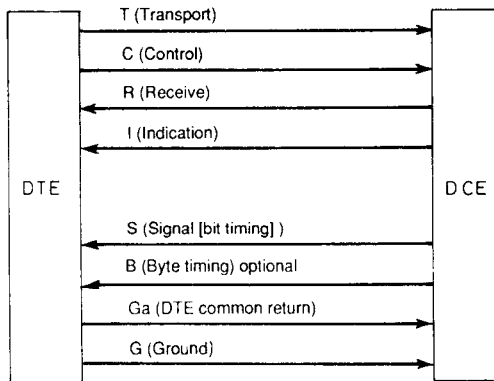 T (Transport)
C (Control)
R (Receive)
I (Indication)
DTE
DCE
S (Signal [bit timing] )
B (Byte timing) optional
Ga (DTE common return)
G (Ground)